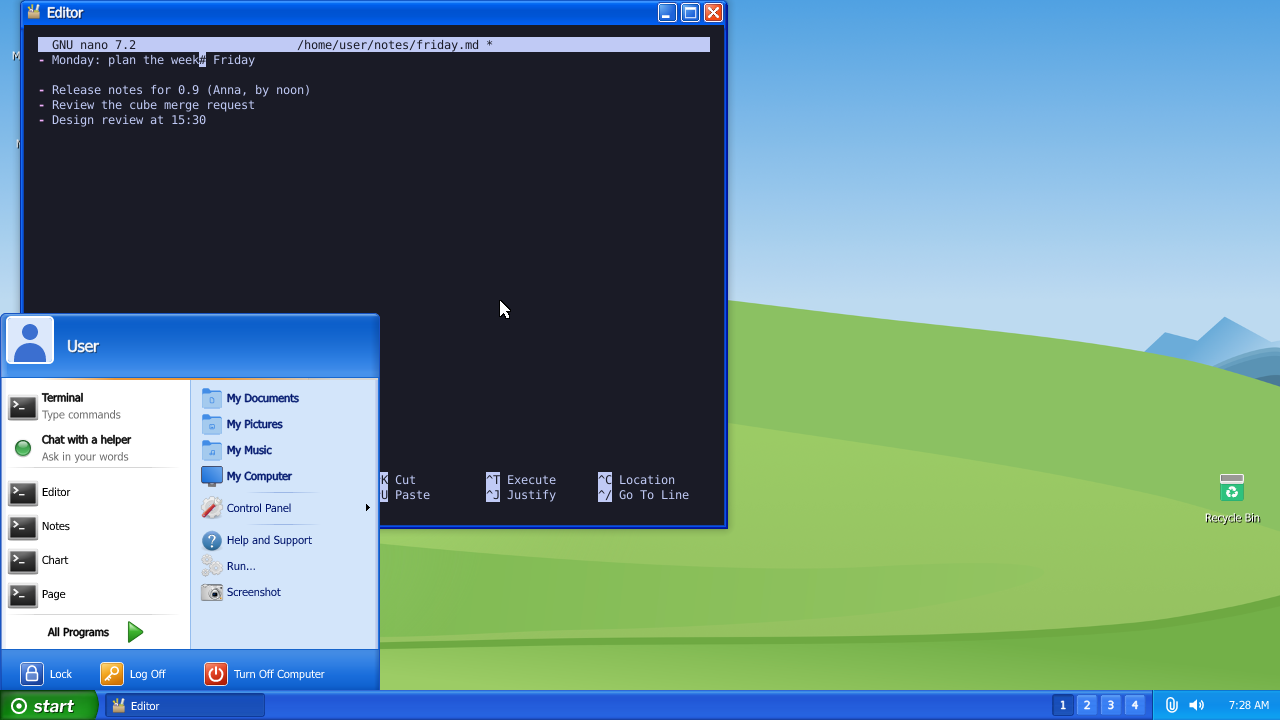 Editor
GNU nano 7.2 /home/user/notes/friday.md *
- Monday: plan the week# Friday
- Release notes for 0.9 (Anna, by noon)
- Review the cube merge request
- Design review at 15:30
K Cut ^T Execute ^C Location
U Paste ^J Justify ^/ Go To Line
User
Terminal
Type commands
Chat with a helper
Ask in your words
Editor
Notes
Chart
Page
All Programs
My Documents
My Pictures
My Music
My Computer
Control Panel
Help and Support
Run...
Screenshot
Lock
Log Off
Turn Off Computer
Recycle Bin
start
Editor
1 2 3 4
7:28 AM